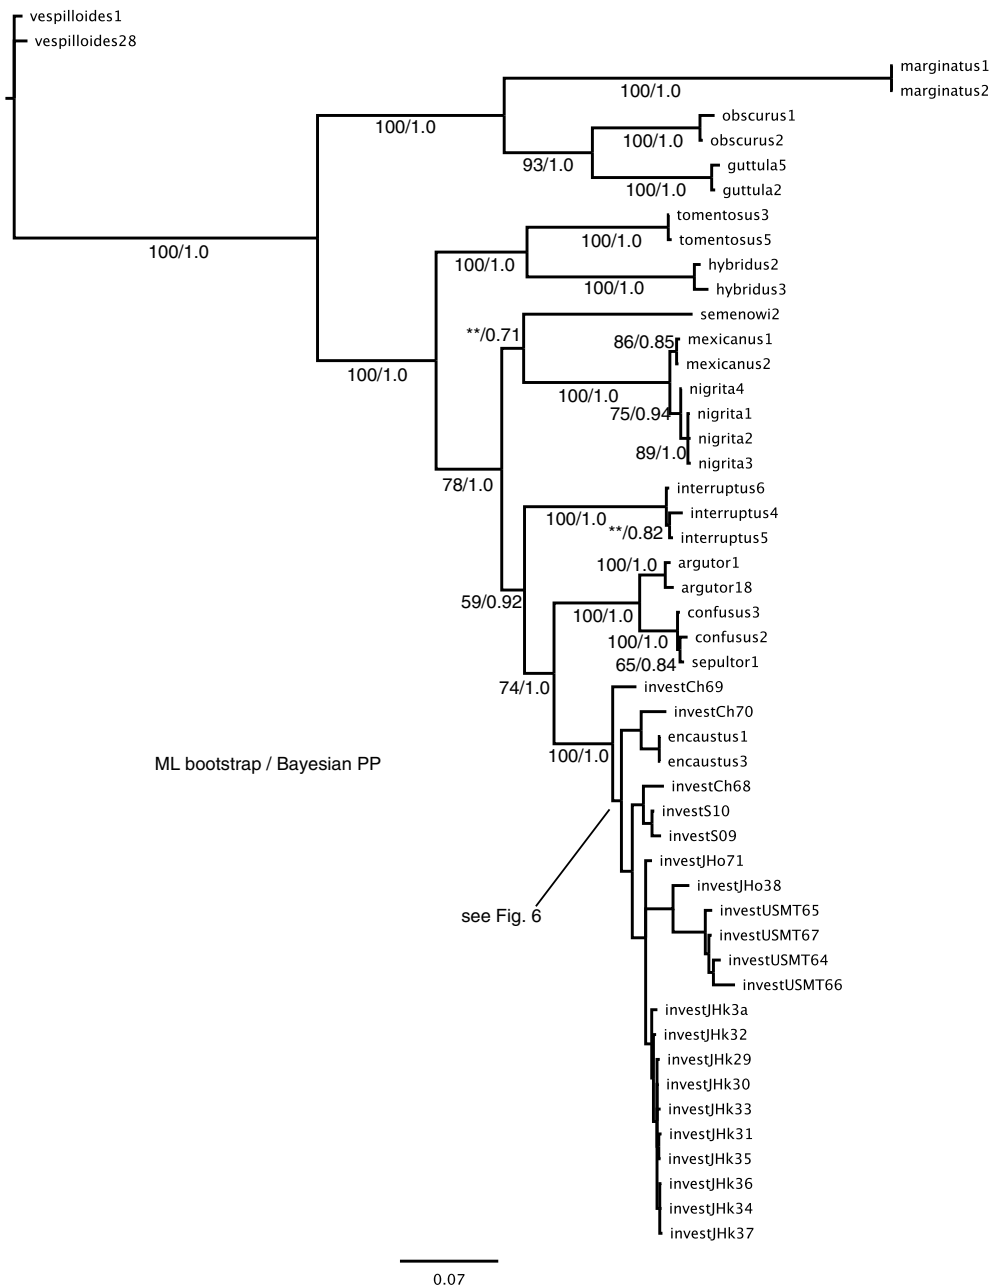 vespilloides1
vespilloides28
marginatus1
100/1.0
marginatus2
obscurus1
100/1.0
100/1.0
obscurus2
93/1.0
guttula5
100/1.0
guttula2
tomentosus3
100/1.0
tomentosus5
100/1.0
100/1.0
hybridus2
100/1.0
hybridus3
semenowi2
**/0.71
86/0.85
mexicanus1
mexicanus2
100/1.0
nigrita4
100/1.0
75/0.94
nigrita1
nigrita2
89/1.0
nigrita3
78/1.0
interruptus6
100/1.0
interruptus4
**/0.82
interruptus5
100/1.0
argutor1
argutor18
59/0.92
100/1.0
confusus3
100/1.0
confusus2
65/0.84
sepultor1
74/1.0
investCh69
investCh70
encaustus1
100/1.0
ML bootstrap / Bayesian PP
encaustus3
investCh68
investS10
investS09
investJHo71
investJHo38
see Fig. 6
investUSMT65
investUSMT67
investUSMT64
investUSMT66
investJHk3a
investJHk32
investJHk29
investJHk30
investJHk33
investJHk31
investJHk35
investJHk36
investJHk34
investJHk37
0.07